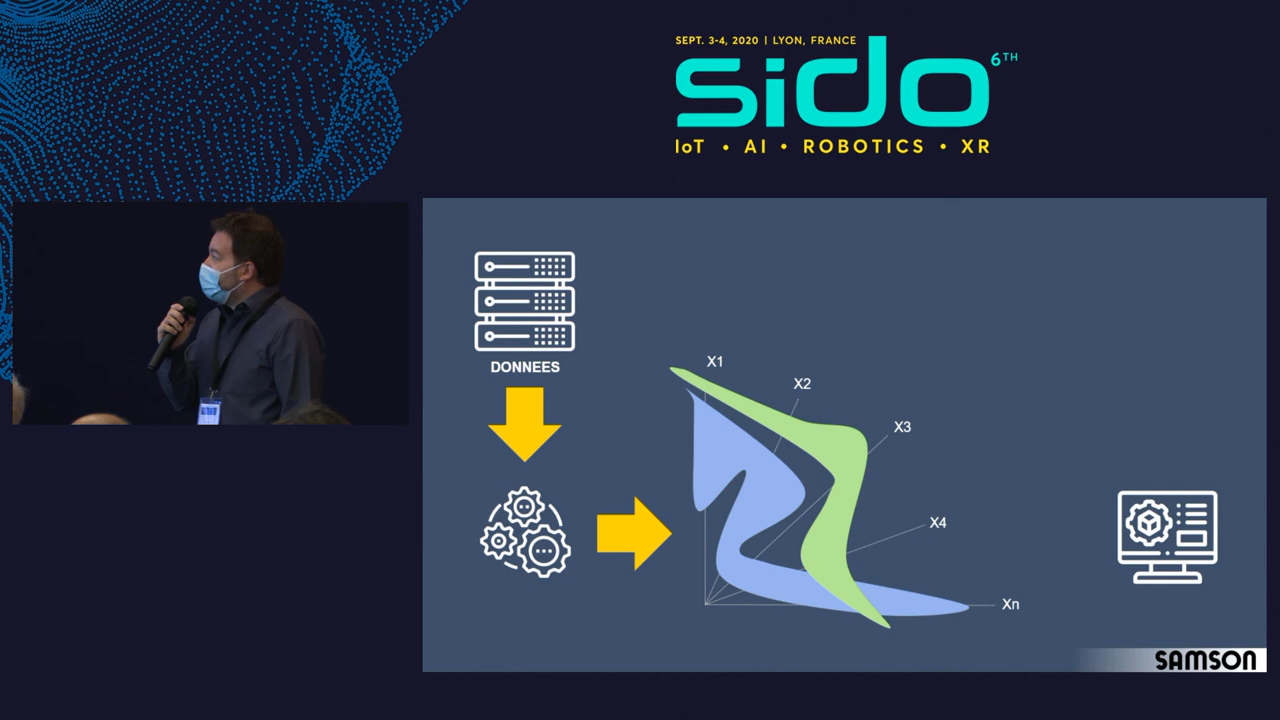 SEPT. 3-4, 2020 | LYON, FRANCE
sido 6TH
IoT • AI • ROBOTICS • XR
DONNEES
X1
X2
X3
X4
Xn
SAMSON